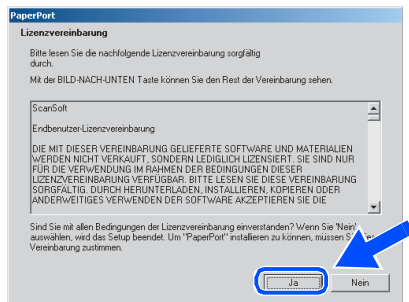 PaperPort
Lizenzvereinbarung
Bitte lesen Sie die nachfolgende Lizenzvereinbarung sorgfältig
durch.
Mit der BILD-NACH-UNTEN Taste können Sie den Rest der Vereinbarung sehen.
ScanSoft
Endbenutzer-Lizenzvereinbarung
DIE MIT DIESER VEREINBARUNG GELIEFERTE SOFTWARE UND MATERIALIEN
WERDEN NICHT VERKAUFT, SONDERN LEDIGLICH LIZENSIERT. SIE SIND NUR
FÜR DIE VERWENDUNG IM RAHMEN DER BEDINGUNGEN DIESER
LIZENZVEREINBARUNG VERFÜGBAR. BITTE LESEN SIE DIESE VEREINBARUNG
SORGFÄLTIG. DURCH HERUNTERLADEN, INSTALLIEREN, KOPIEREN ODER
ANDERWEITIGES VERWENDEN DER SOFTWARE AKZEPTIEREN SIE DIE
Sind Sie mit allen Bedingungen der Lizenzvereinbarung einverstanden? Wenn Sie 'Nein'
auswählen, wird das Setup beendet. Um "PaperPort" installieren zu können, müssen
Vereinbarung zustimmen.
Ja
Nein